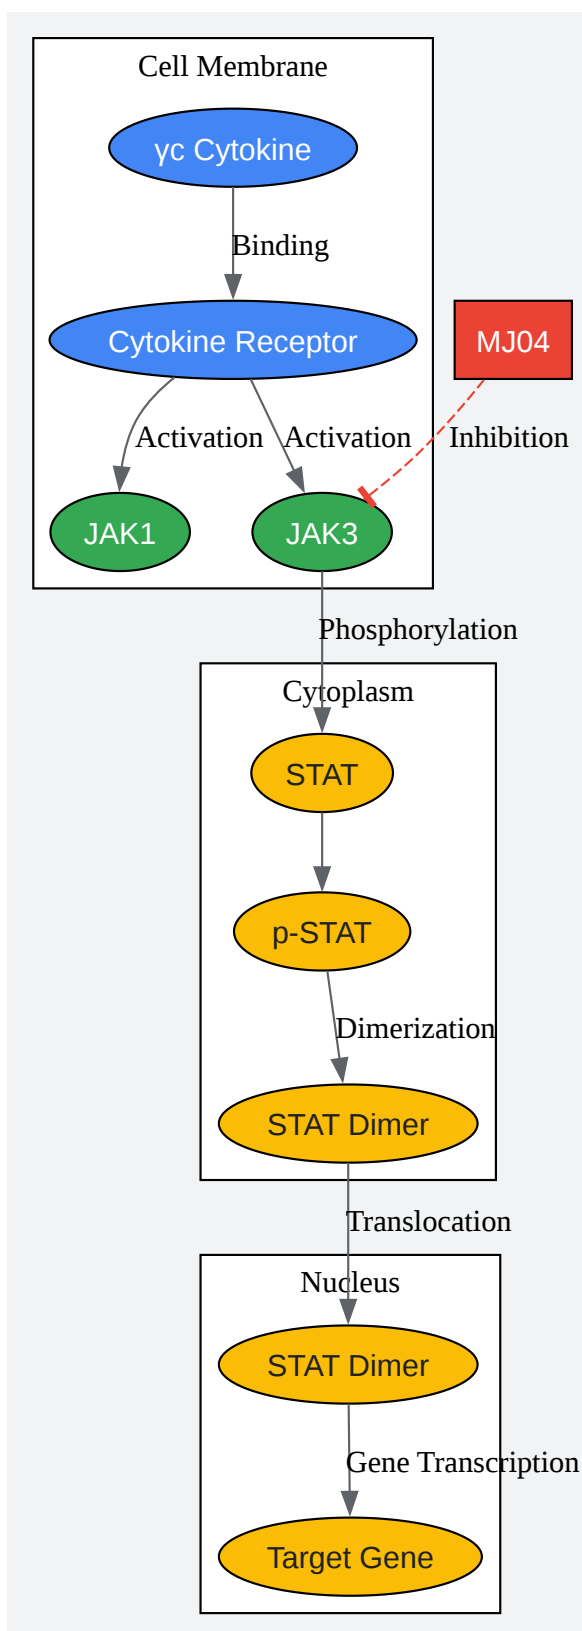 Cell Membrane
γc Cytokine
Binding
Cytokine Receptor
MJ04
Activation
Activation
Inhibition
JAK1
JAK3
Phosphorylation
Cytoplasm
STAT
p-STAT
Dimerization
STAT Dimer
Translocation
Nucleus
STAT Dimer
Gene Transcription
Target Gene